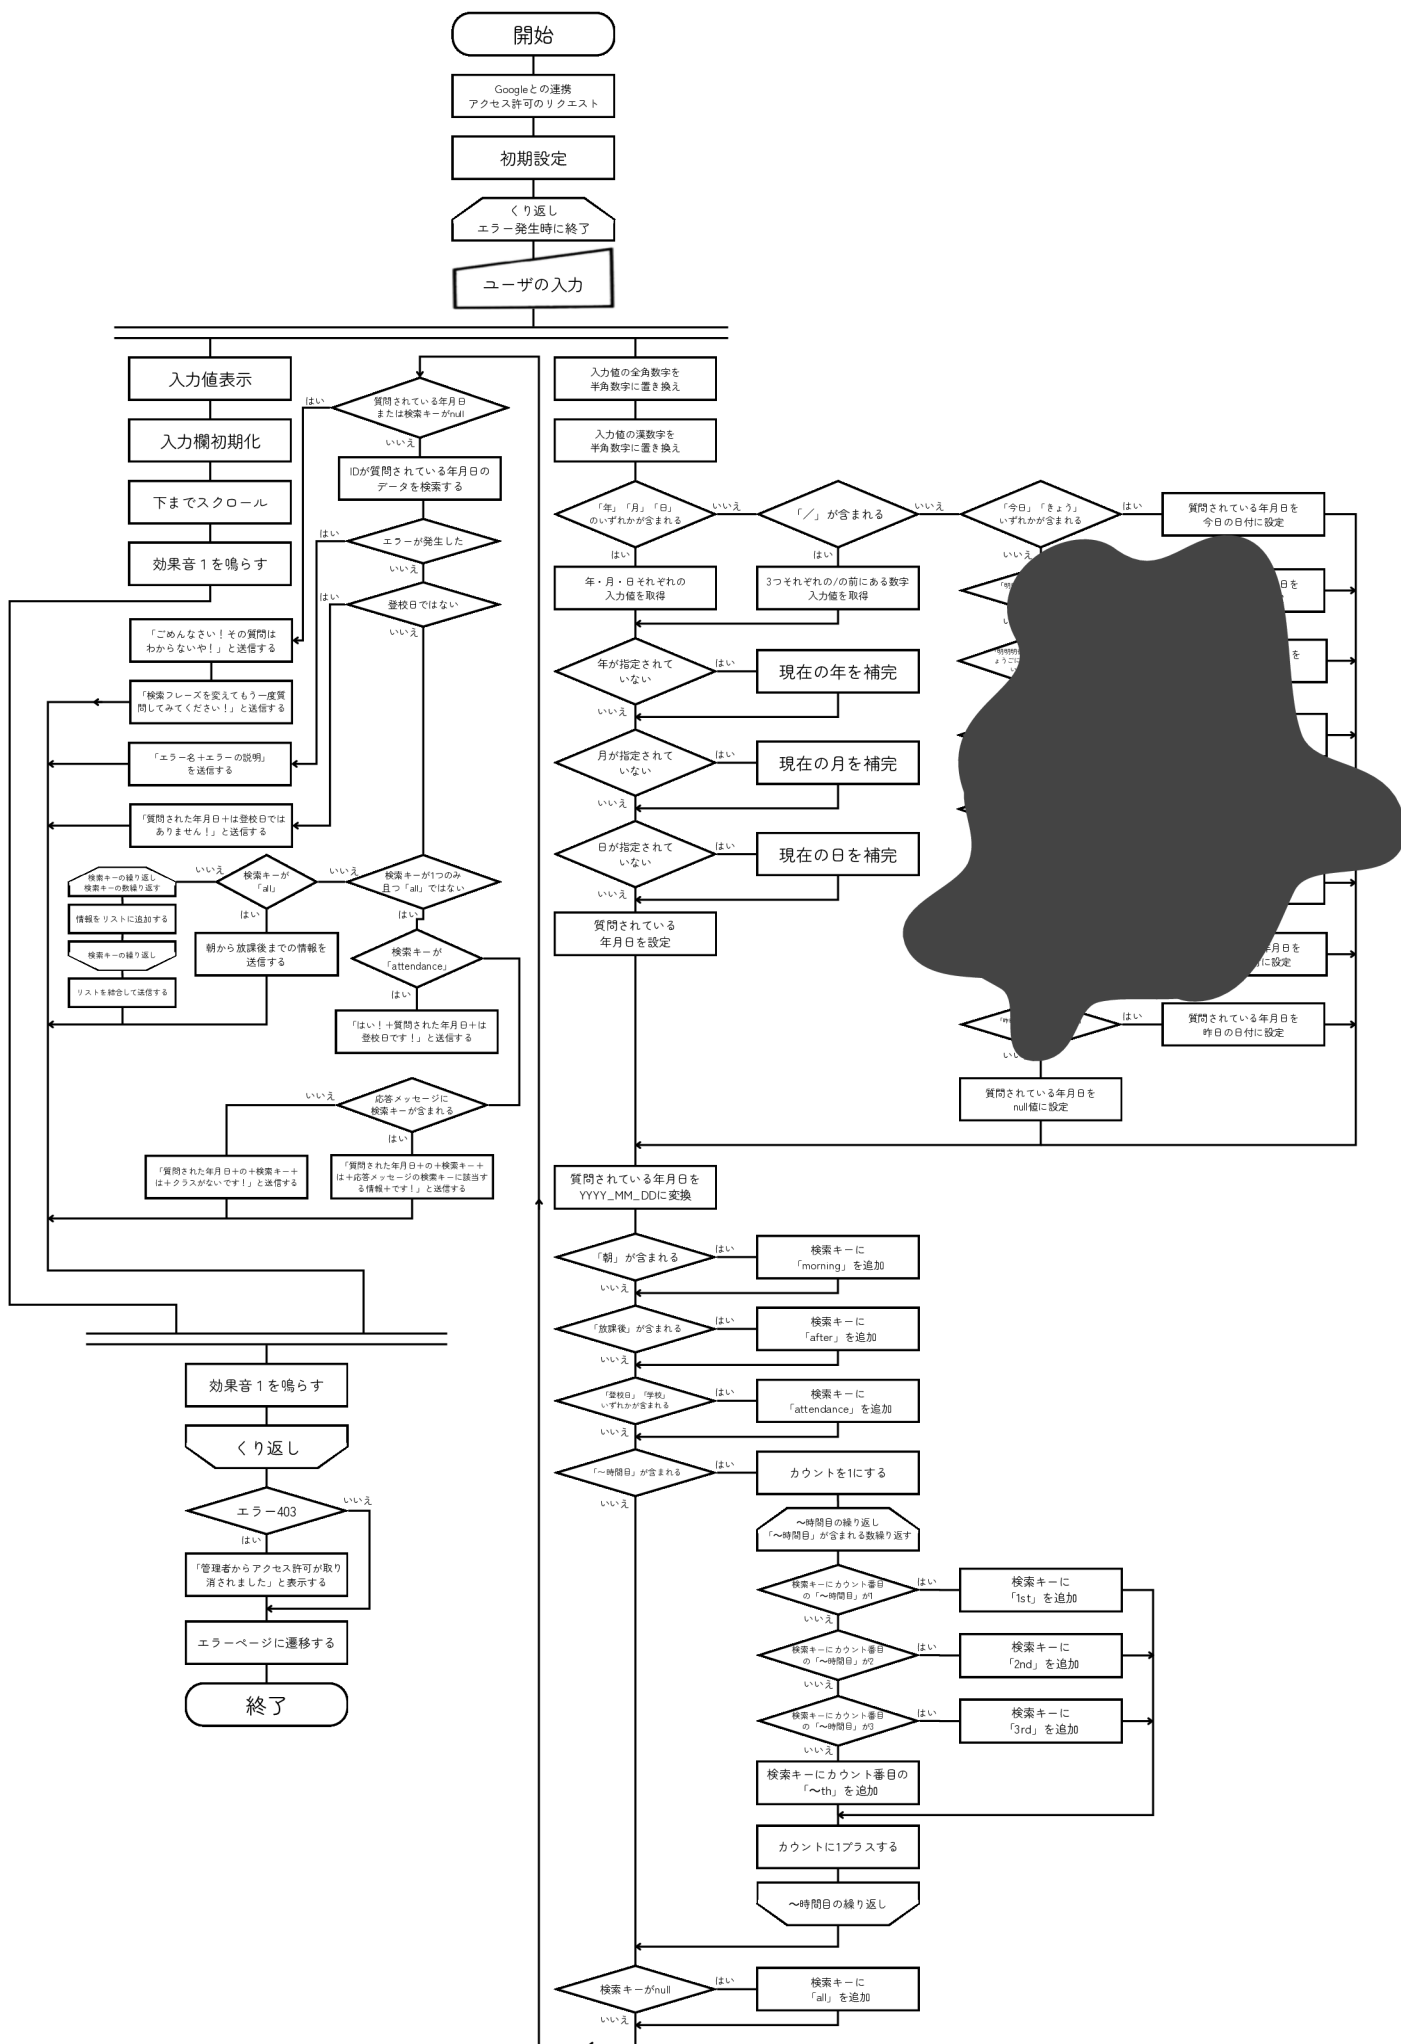 開始
Googleとの連携
アクセス許可のリクエスト
初期設定
くり返し
エラー発生時に終了
ユーザの入力
入力値表示
入力欄初期化
下までスクロール
効果音１を鳴らす
質問されている年月日
または検索キーがnull
はい
いいえ
IDが質問されている年月日の
データを検索する
エラーが発生した
はい
いいえ
登校日ではない
はい
いいえ
「ごめんなさい！その質問は
わからないや！」と送信する
「検索フレーズを変えてもう一度質
問してみてください！」と送信する
「エラー名＋エラーの説明」
を送信する
「質問された年月日＋は登校日では
ありません！」と送信する
検索キーが1つのみ
且つ「all」ではない
いいえ
はい
検索キーが
「all」
いいえ
はい
検索キーの繰り返し
検索キーの数繰り返す
情報をリストに追加する
検索キーの繰り返し
リストを結合して送信する
朝から放課後までの情報を
送信する
検索キーが
「attendance」
はい
「はい！＋質問された年月日＋は
登校日です！」と送信する
応答メッセージに
検索キーが含まれる
いいえ
はい
「質問された年月日＋の＋検索キー＋
は＋クラスがないです！」と送信する
「質問された年月日＋の＋検索キー＋
は＋応答メッセージの検索キーに該当す
る情報＋です！」と送信する
効果音１を鳴らす
くり返し
エラー403
いいえ
はい
「管理者からアクセス許可が取り
消されました」と表示する
エラーページに遷移する
終了
入力値の全角数字を
半角数字に置き換え
入力値の漢数字を
半角数字に置き換え
「年」「月」「日」
のいずれかが含まれる
いいえ
はい
「／」が含まれる
いいえ
はい
「今日」「きょう」
いずれかが含まれる
はい
いいえ
質問されている年月日を
今日の日付に設定
年・月・日それぞれの
入力値を取得
3つそれぞれの/の前にある数字
入力値を取得
年が指定されて
いない
はい
いいえ
現在の年を補完
月が指定されて
いない
はい
いいえ
現在の月を補完
日が指定されて
いない
はい
いいえ
現在の日を補完
質問されている
年月日を設定
はい
質問されている年月日を
昨日の日付に設定
質問されている年月日を
null値に設定
質問されている年月日を
YYYY_MM_DDに変換
「朝」が含まれる
はい
いいえ
検索キーに
「morning」を追加
「放課後」が含まれる
はい
いいえ
検索キーに
「after」を追加
「登校日」「学校」
いずれかが含まれる
はい
いいえ
検索キーに
「attendance」を追加
「〜時間目」が含まれる
はい
いいえ
カウントを1にする
〜時間目の繰り返し
「〜時間目」が含まれる数繰り返す
検索キーにカウント番目
の「〜時間目」が1
はい
いいえ
検索キーに
「1st」を追加
検索キーにカウント番目
の「〜時間目」が2
はい
いいえ
検索キーに
「2nd」を追加
検索キーにカウント番目
の「〜時間目」が3
はい
いいえ
検索キーに
「3rd」を追加
検索キーにカウント番目の
「〜th」を追加
カウントに1プラスする
〜時間目の繰り返し
検索キーがnull
はい
いいえ
検索キーに
「all」を追加